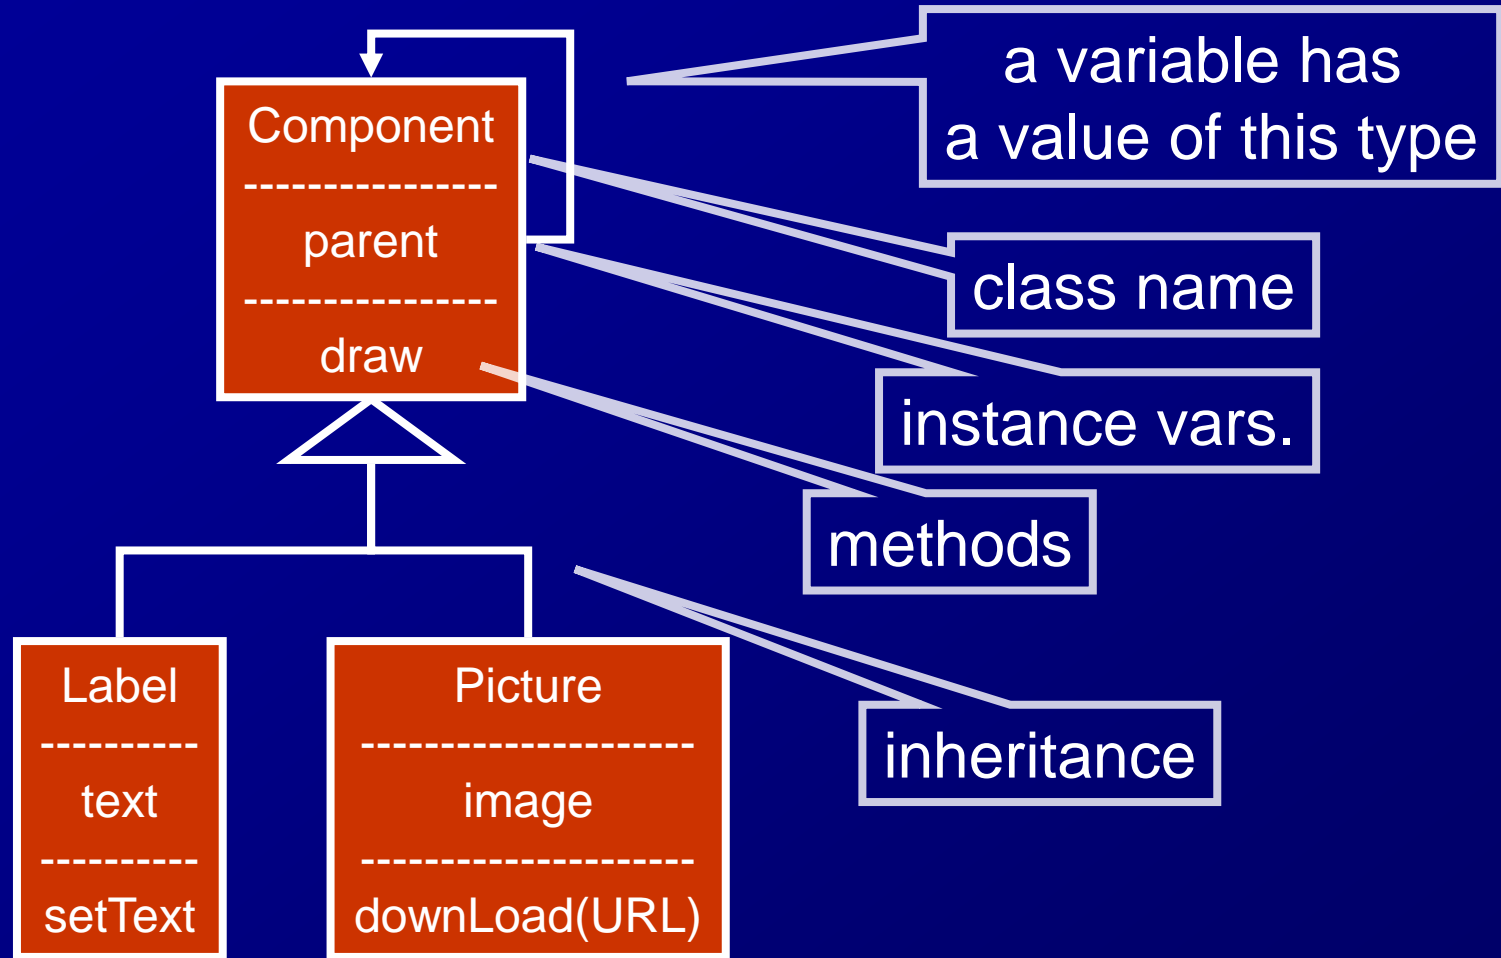 a variable has
a value of this type
Component
----------------
parent
----------------
draw
class name
instance vars.
methods
inheritance
Label
----------
text
----------
setText
Picture
---------------------
image
---------------------
downLoad(URL)